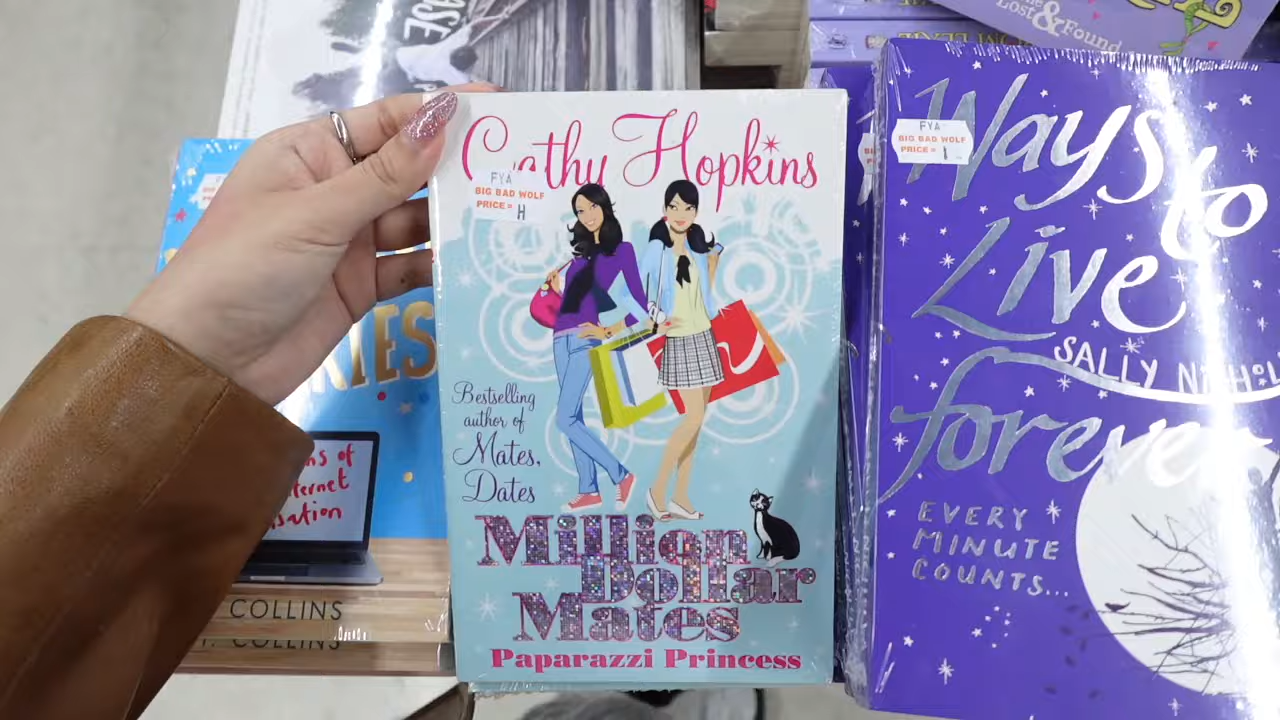 Cathy Hopkins
FYA
BIG BAD WOLF
PRICE = H
Bestselling
author of
Mates,
Dates
Million
Dollar
Mates
Paparazzi Princess
Ways
to
Live
SALLY
forever
EVERY
MINUTE
COUNTS...
FYA
BIG BAD WOLF
PRICE = 1
Lost & Found
COLLINS
COLLINS